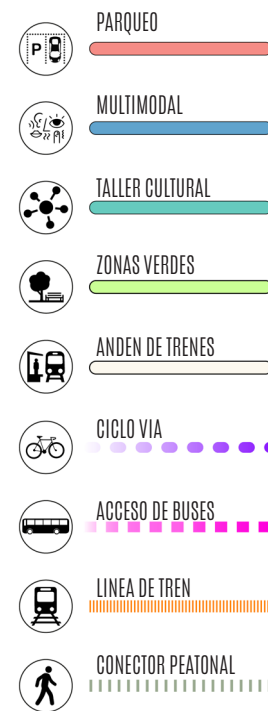 PARQUEO
P
MULTIMODAL
TALLER CULTURAL
ZONAS VERDES
ANDEN DE TRENES
CICLO VIA
ACCESO DE BUSES
LINEA DE TREN
CONECTOR PEATONAL